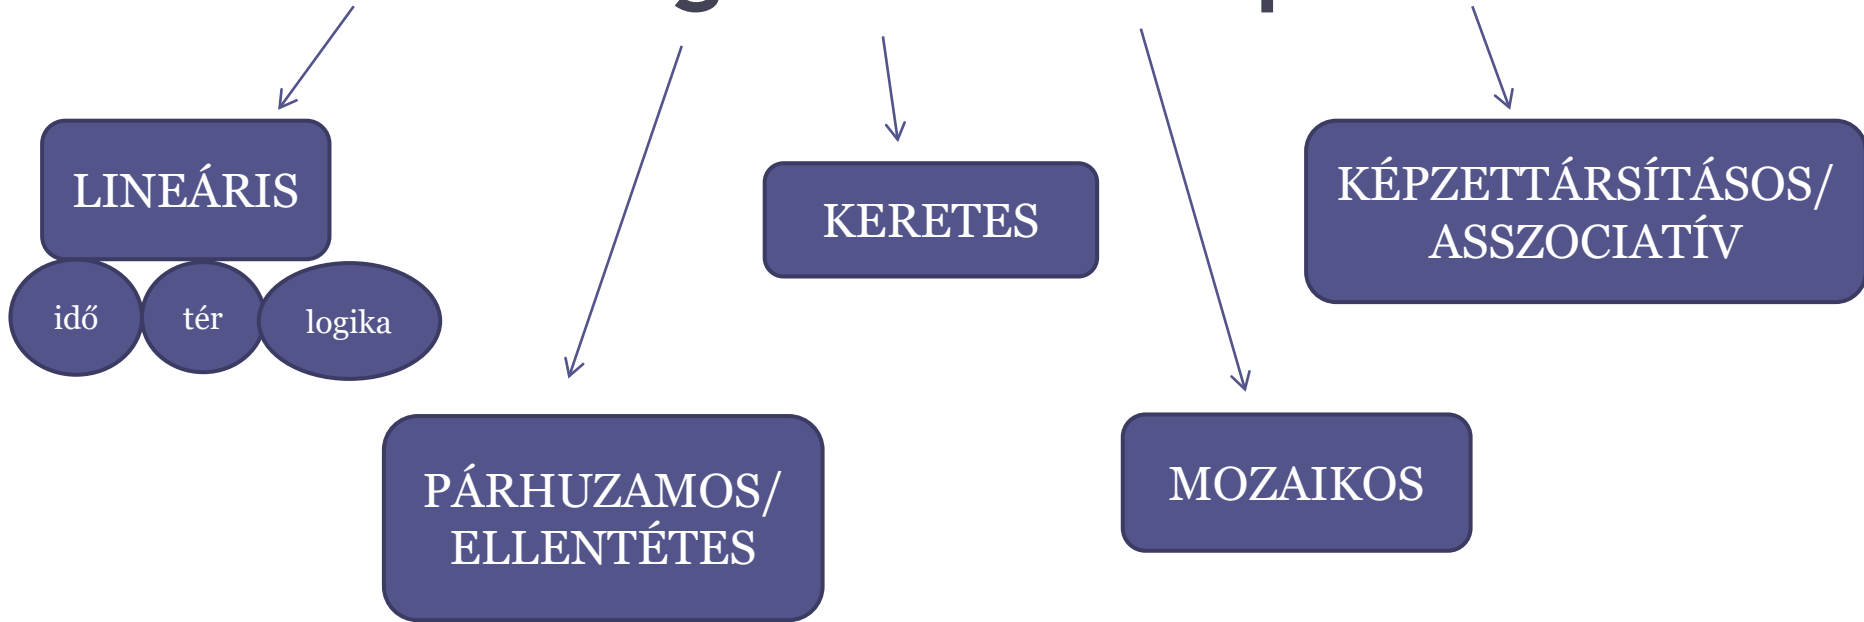 LINEÁRIS
idő
tér
logika
KERETES
KÉPZETTÁRSÍTÁSOS/
ASSZOCIATÍV
PÁRHUZAMOS/
ELLENTÉTES
MOZAIKOS